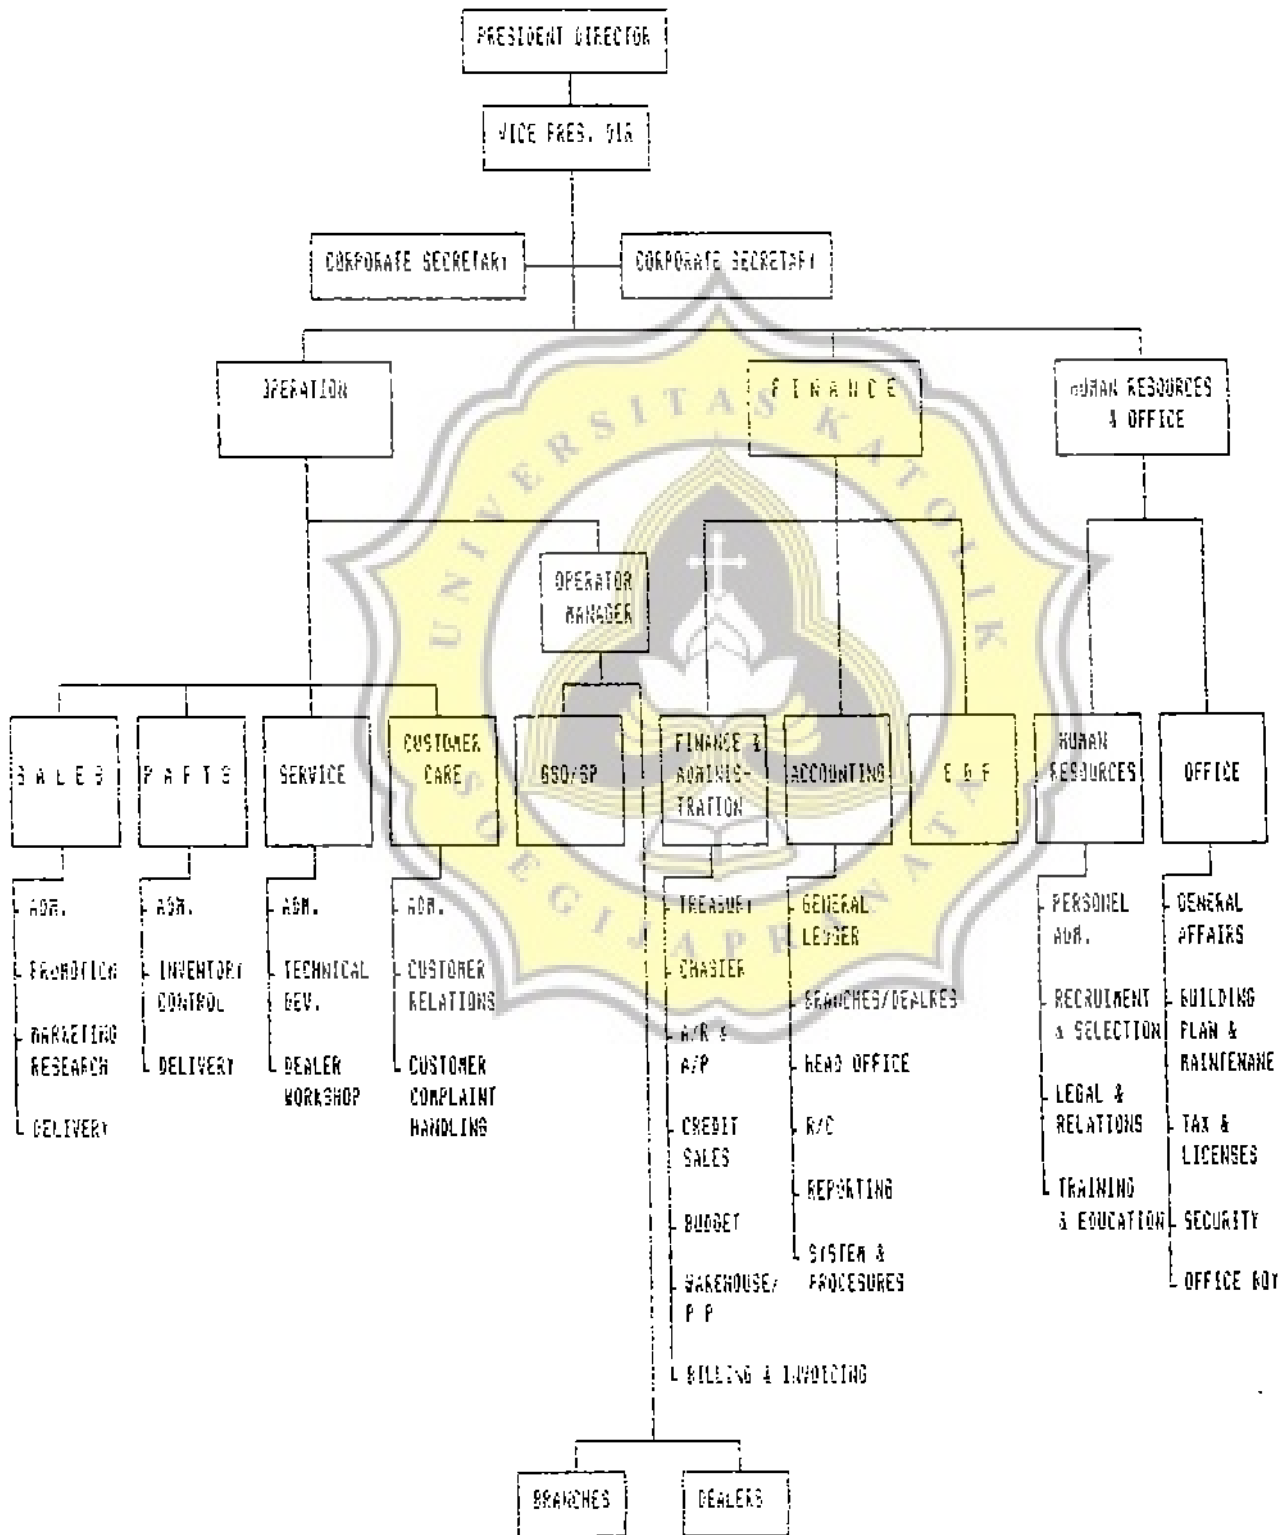 PRESIDENT DIRECTOR
VICE PRES. DIR
CORPORATE SECRETARY
CORPORATE SECRETARY
OPERATION
F I N A N C E
HUMAN RESOURCES
& OFFICE
OPERATOR
MANAGER
S A L E S
P A R T S
SERVICE
CUSTOMER
CARE
GSO/SP
FINANCE &
ADMINIS-
TRATION
ACCOUNTING
E D P
HUMAN
RESOURCES
OFFICE
ADM.
PROMOTION
MARKETING
RESEARCH
DELIVERY
ADM.
INVENTORY
CONTROL
DELIVERY
ADM.
TECHNICAL
DEV.
DEALER
WORKSHOP
ADM.
CUSTOMER
RELATIONS
CUSTOMER
COMPLAINT
HANDLING
TREASURY
CHASIER
A/R &
A/P
CREDIT
SALES
BUDGET
WAREHOUSE/
P P
BILLING & INVOICING
GENERAL
LEDGER
BRANCHES/DEALRES
HEAD OFFICE
R/C
REPORTING
SYSTEM &
PROCESURES
PERSONEL
ADM.
RECRUIMENT
& SELECTION
LEGAL &
RELATIONS
TRAINING
& EDUCATION
GENERAL
AFFAIRS
BUILDING
PLAN &
MAINTENANE
TAX &
LICENSES
SECURITY
OFFICE BOY
BRANCHES
DEALERS
UNIVERSITAS KATOLIK
SOEGIJAPRANATA